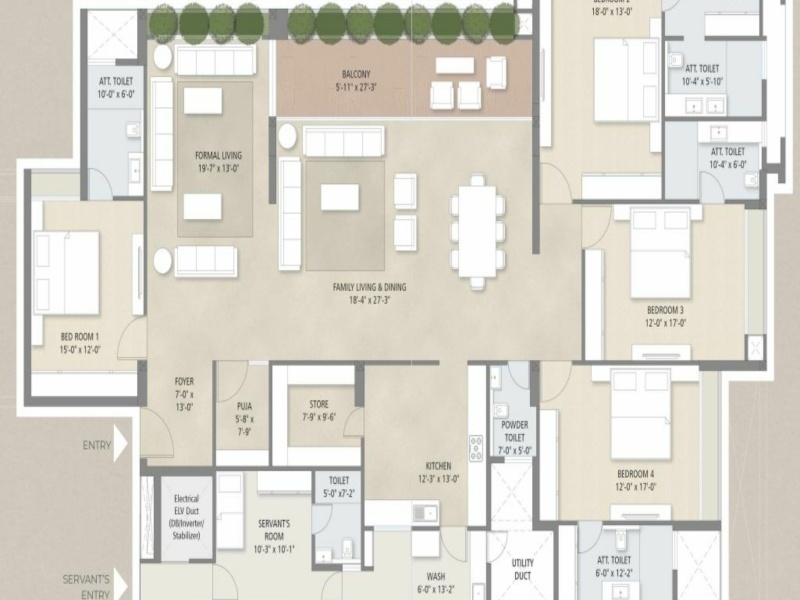 BEDROOM 2
18'-0" x 13'-0"
ATT. TOILET
10'-0" x 6'-0"
BALCONY
5'-11" x 27'-3"
ATT. TOILET
10'-4" x 5'-10"
FORMAL LIVING
19'-7" x 13'-0"
ATT. TOILET
10'-4" x 6'-0"
FAMILY LIVING & DINING
18'-4" x 27'-3"
BED ROOM 1
15'-0" x 12'-0"
BEDROOM 3
12'-0" x 17'-0"
FOYER
7'-0" x
13'-0"
PUJA
5'-8" x
7'-9"
STORE
7'-9" x 9'-6"
ENTRY
POWDER
TOILET
7'-0" x 5'-0"
KITCHEN
12'-3" x 13'-0"
BEDROOM 4
12'-0" x 17'-0"
Electrical
ELV Duct
(DB/Inverter/
Stabilizer)
TOILET
5'-0" x7'-2"
SERVANT'S
ROOM
10'-3" x 10'-1"
SERVANT'S
ENTRY
WASH
6'-0" x 13'-2"
UTILITY
DUCT
ATT. TOILET
6'-0" x 12'-2"